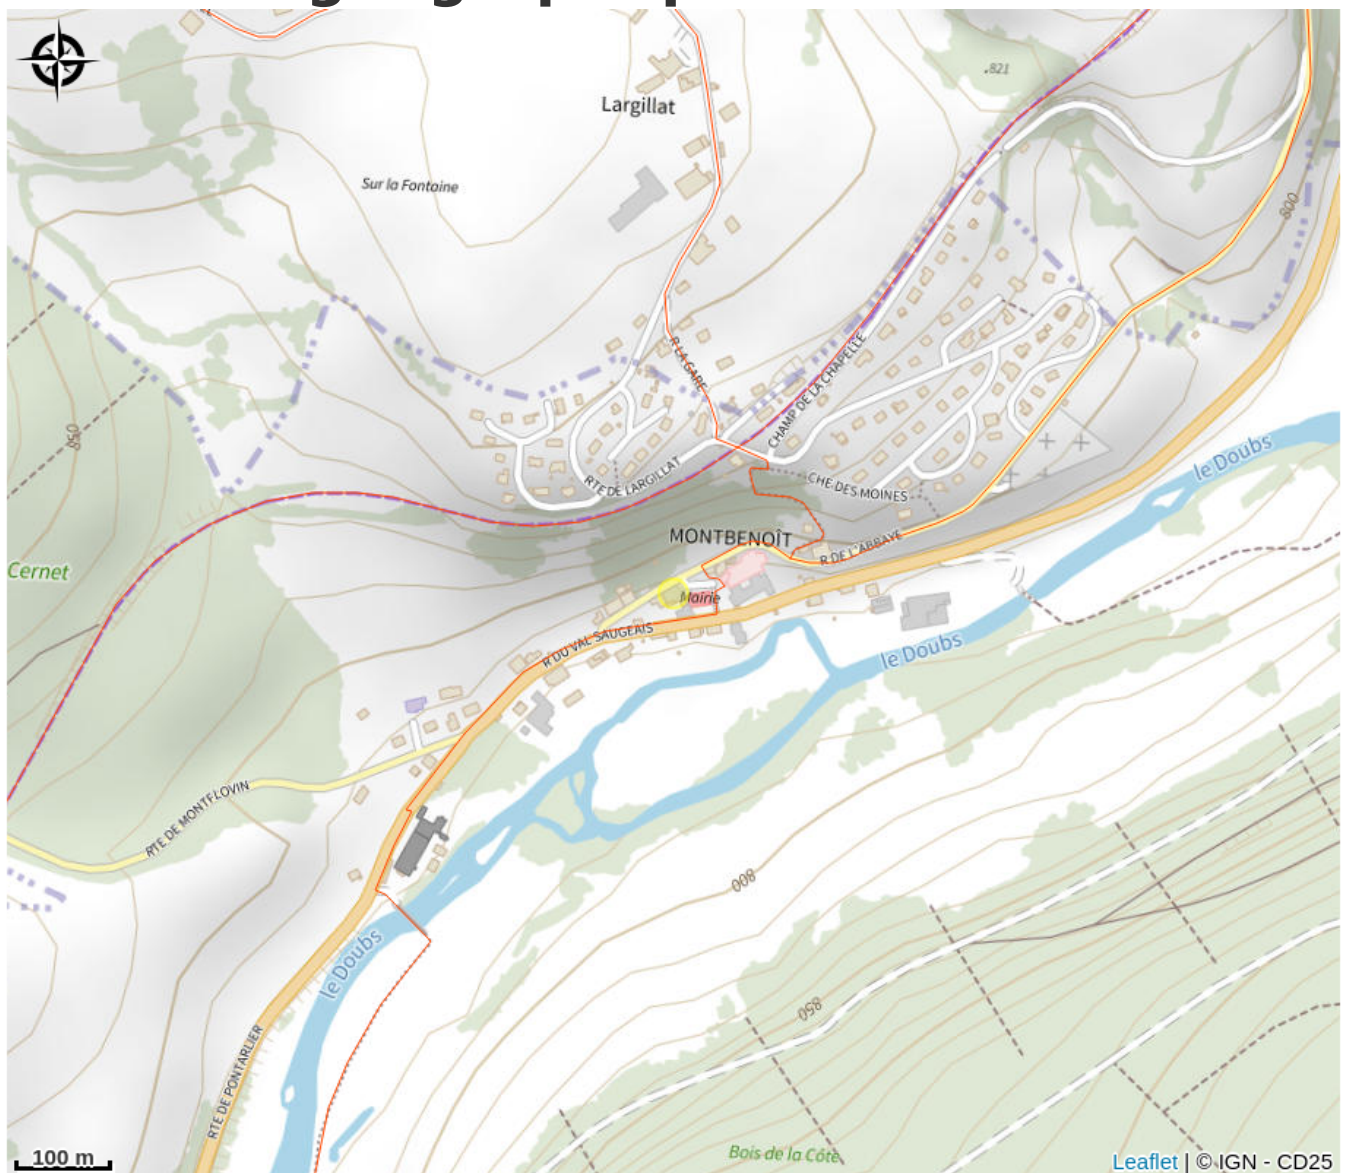 821
Largillat
Sur la Fontaine
800
R LA GARE
CHAMP DE LA CHAPELLE
850
le Doubs
RTE DE LARGILLAT
CHE DES MOINES
MONTBENOÎT
R DE L'ABBAYE
Cernet
Mairie
R DU VAL SAUGEAIS
le Doubs
RTE DE MONTFLOVIN
800
le Doubs
850
RTE DE PONTARLIER
Bois de la Côte
100 m
Leaflet | © IGN - CD25